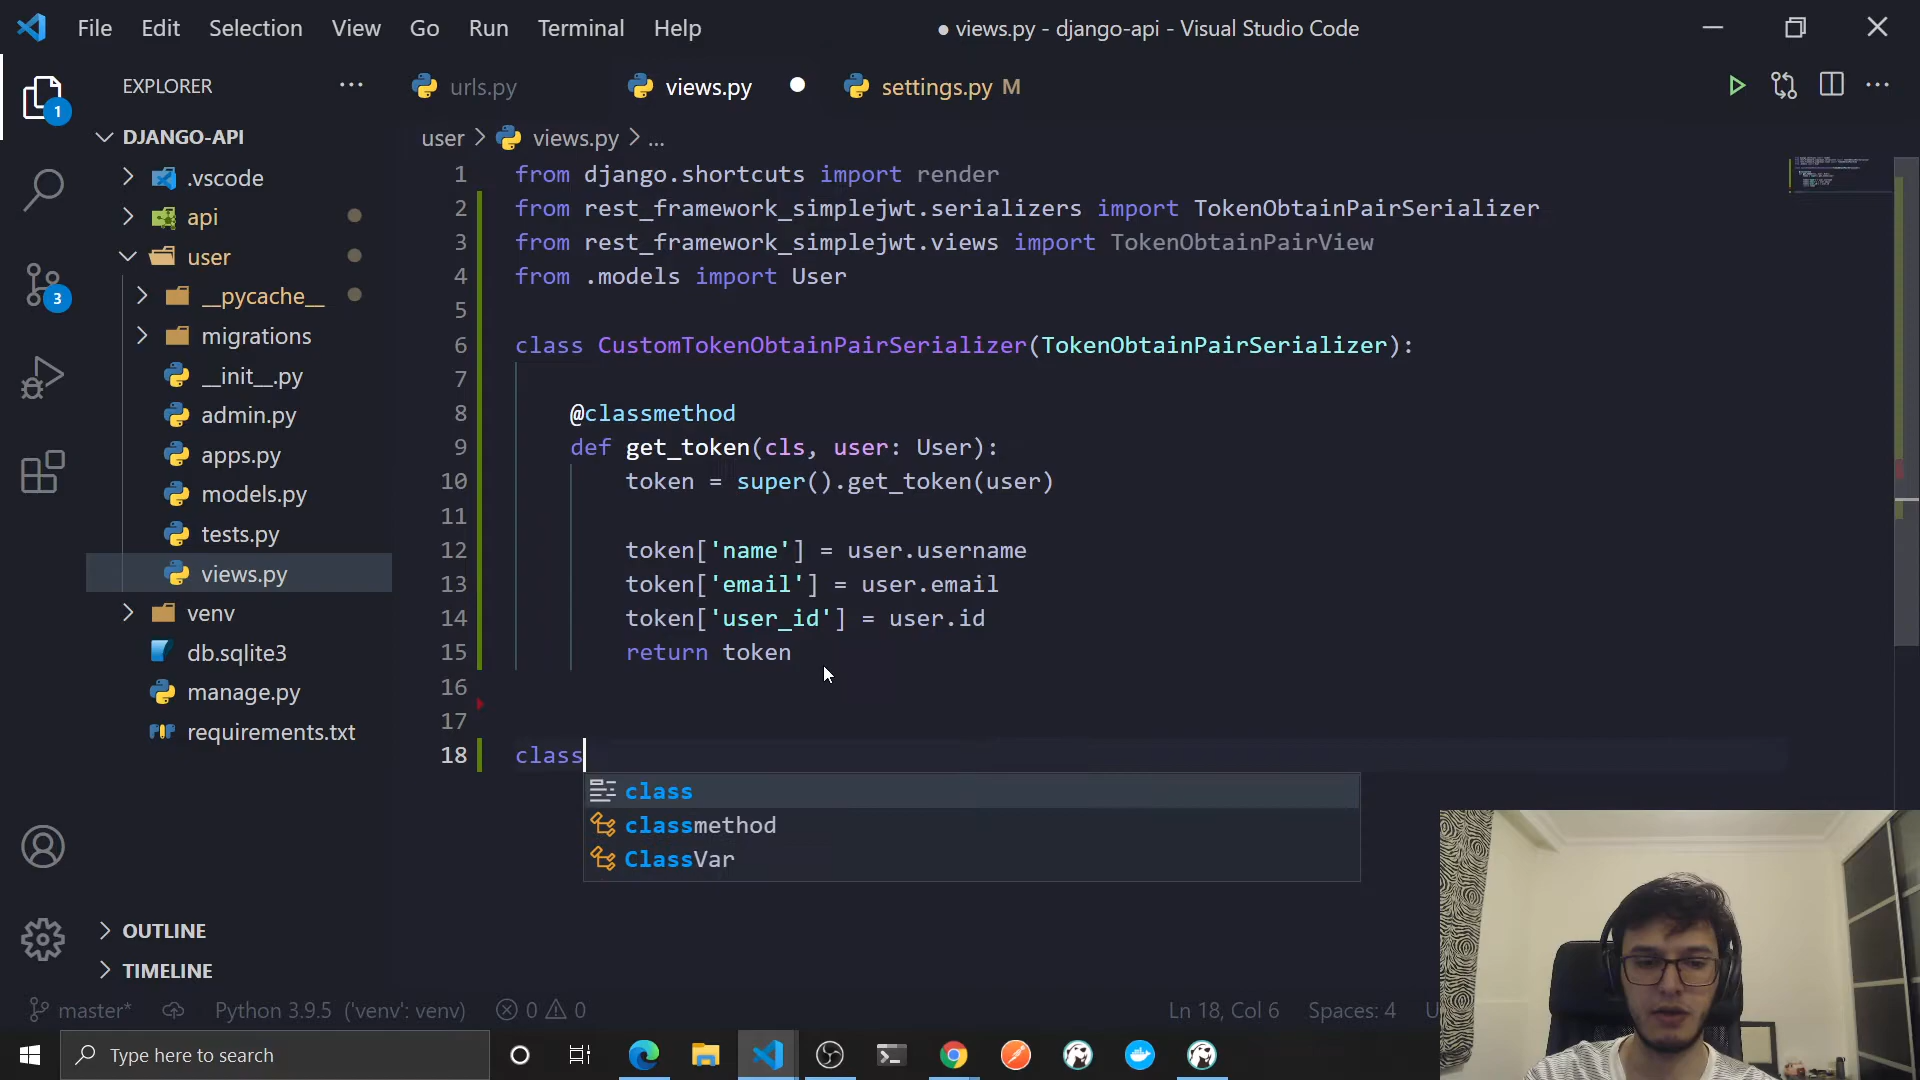 File Edit Selection View Go Run Terminal Help
● views.py - django-api - Visual Studio Code
EXPLORER
urls.py
views.py
settings.py M
1
DJANGO-API
user > views.py > ...
.vscode
api
user
__pycache__
migrations
__init__.py
admin.py
apps.py
models.py
tests.py
views.py
venv
db.sqlite3
manage.py
requirements.txt
3
1 from django.shortcuts import render
2 from rest_framework_simplejwt.serializers import TokenObtainPairSerializer
3 from rest_framework_simplejwt.views import TokenObtainPairView
4 from .models import User
5
6 class CustomTokenObtainPairSerializer(TokenObtainPairSerializer):
7
8 @classmethod
9 def get_token(cls, user: User):
10 token = super().get_token(user)
11
12 token['name'] = user.username
13 token['email'] = user.email
14 token['user_id'] = user.id
15 return token
16
17
18 class
class
classmethod
ClassVar
OUTLINE
TIMELINE
master* Python 3.9.5 ('venv': venv) 0 0 Ln 18, Col 6 Spaces: 4 U
Type here to search